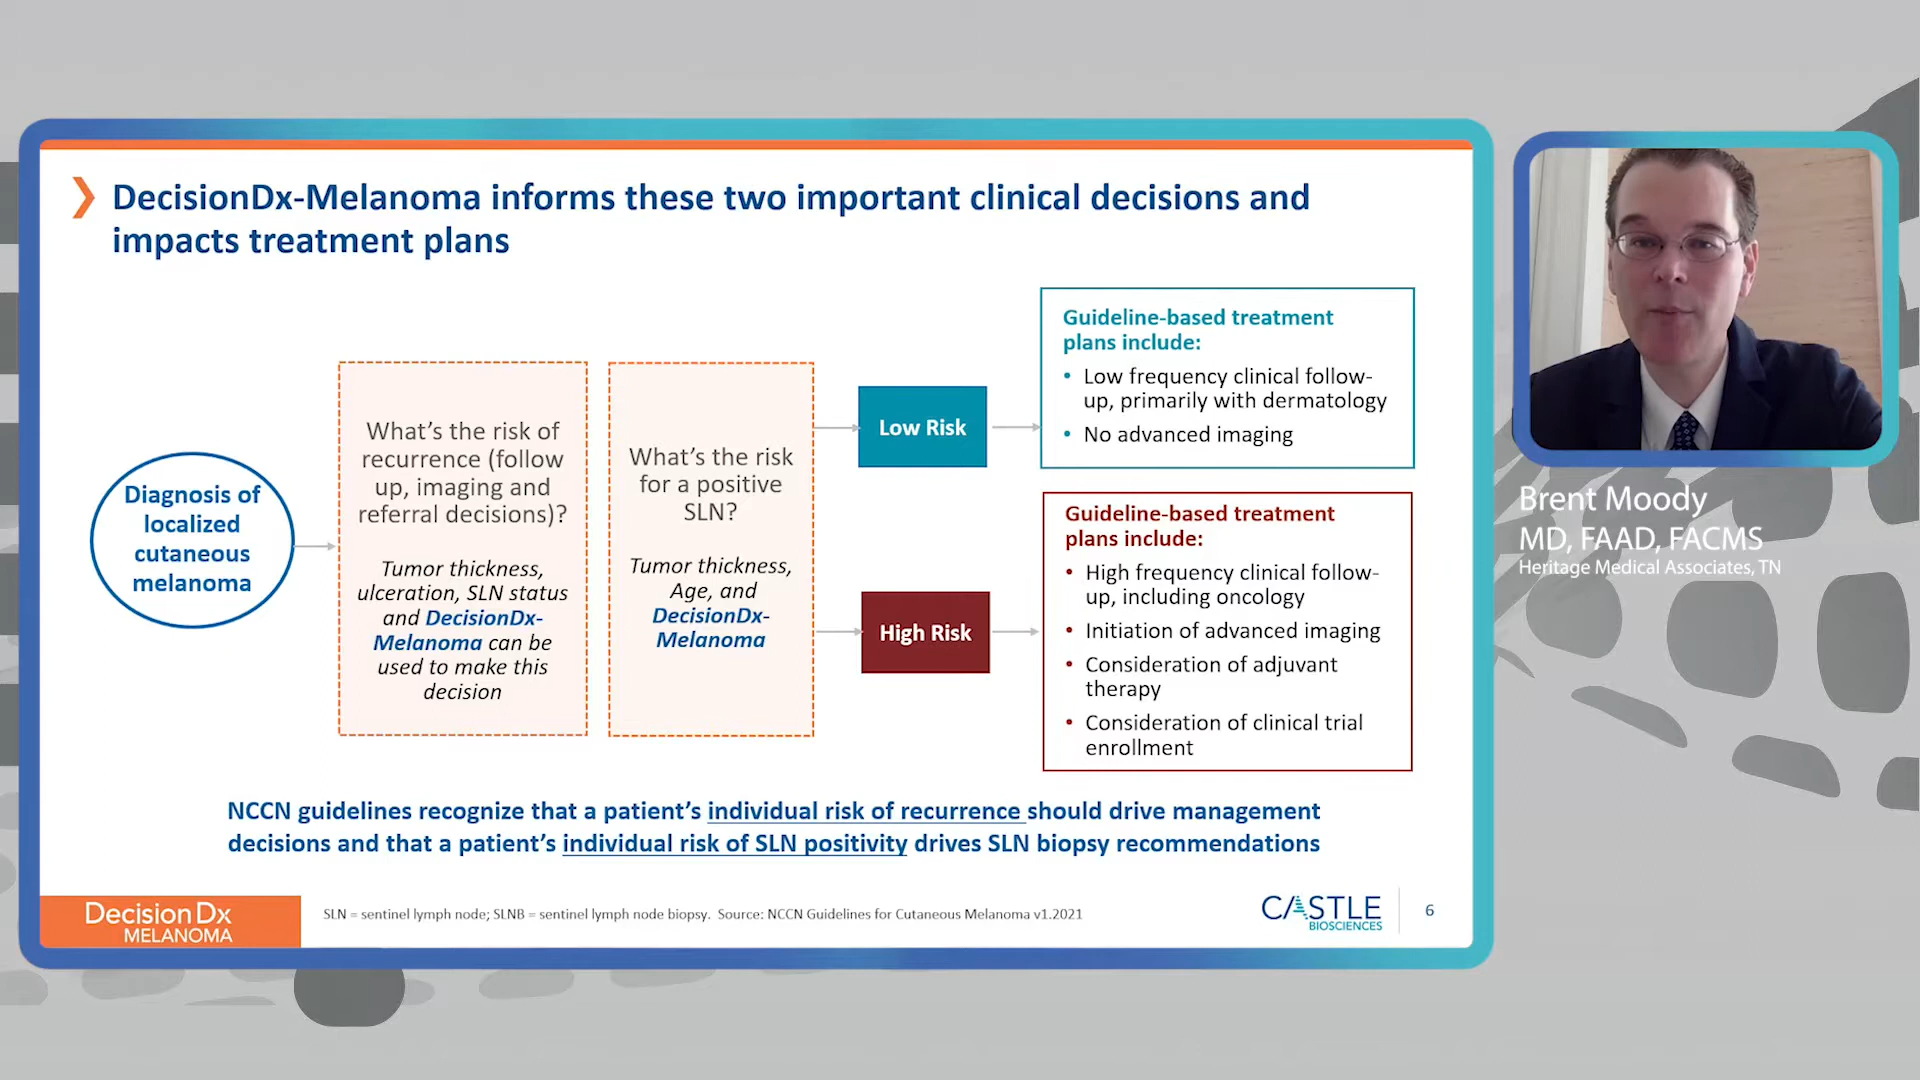 DecisionDx-Melanoma informs these two important clinical decisions and
impacts treatment plans
Diagnosis of
localized
cutaneous
melanoma
What's the risk of
recurrence (follow
up, imaging and
referral decisions)?
Tumor thickness,
ulceration, SLN status
and DecisionDx-
Melanoma can be
used to make this
decision
What's the risk
for a positive
SLN?
Tumor thickness,
Age, and
DecisionDx-
Melanoma
Low Risk
High Risk
Guideline-based treatment
plans include:
• Low frequency clinical follow-
up, primarily with dermatology
• No advanced imaging
Guideline-based treatment
plans include:
• High frequency clinical follow-
up, including oncology
• Initiation of advanced imaging
• Consideration of adjuvant
therapy
• Consideration of clinical trial
enrollment
NCCN guidelines recognize that a patient's individual risk of recurrence should drive management
decisions and that a patient's individual risk of SLN positivity drives SLN biopsy recommendations
DecisionDx
MELANOMA
SLN = sentinel lymph node; SLNB = sentinel lymph node biopsy. Source: NCCN Guidelines for Cutaneous Melanoma v1.2021
CASTLE
BIOSCIENCES
6
Brent Moody
MD, FAAD, FACMS
Heritage Medical Associates, TN